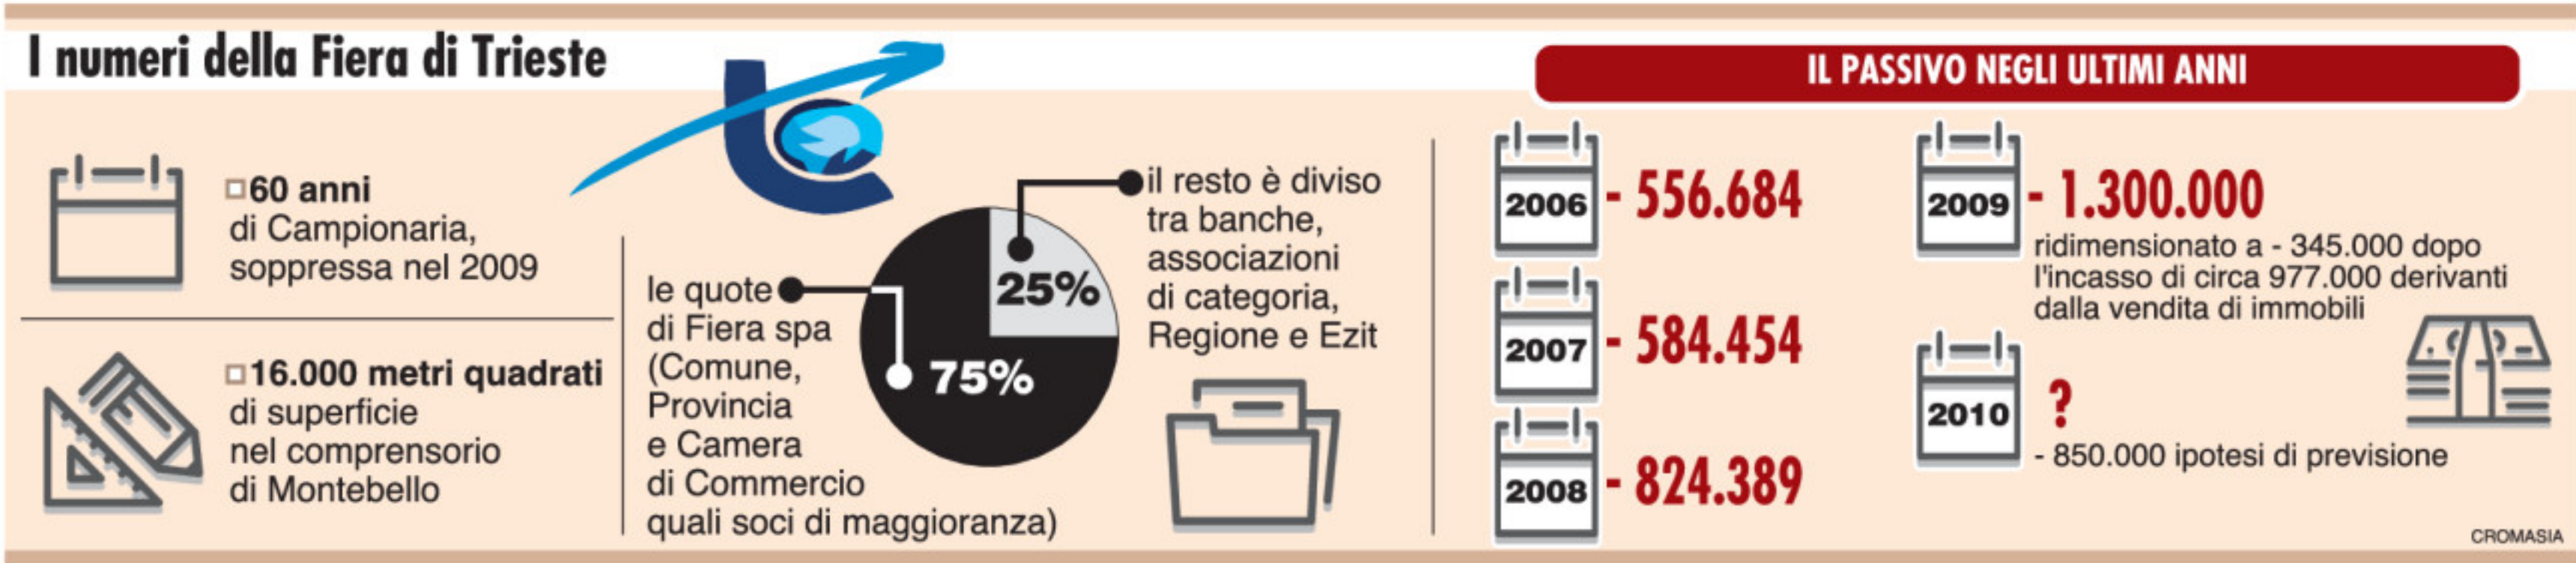 I numeri della Fiera di Trieste
60 anni
di Campionaria,
soppressa nel 2009
16.000 metri quadrati
di superficie
nel comprensorio
di Montebello
le quote
di Fiera spa
(Comune,
Provincia
e Camera
di Commercio
quali soci di maggioranza)
75%
25%
il resto è diviso
tra banche,
associazioni
di categoria,
Regione e Ezit
IL PASSIVO NEGLI ULTIMI ANNI
2006 - 556.684
2007 - 584.454
2008 - 824.389
2009 - 1.300.000
ridimensionato a - 345.000 dopo
l'incasso di circa 977.000 derivanti
dalla vendita di immobili
2010 ?
- 850.000 ipotesi di previsione
CROMASIA